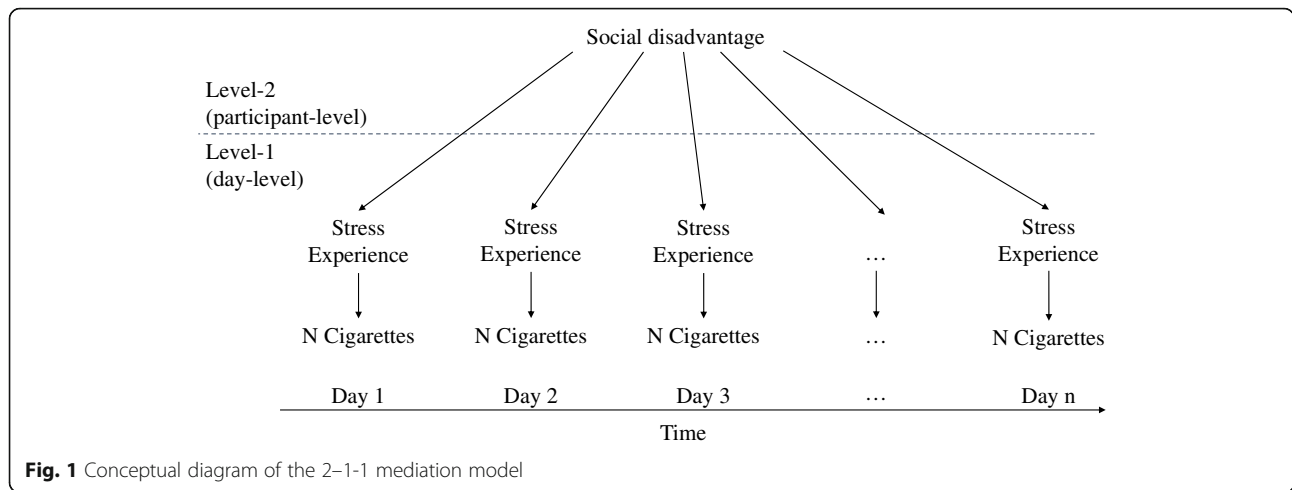 Social disadvantage
Level-2
(participant-level)
Level-1
(day-level)
Stress Stress Stress Stress
Experience Experience Experience … Experience
N Cigarettes N Cigarettes N Cigarettes … N Cigarettes
Day 1 Day 2 Day 3 … Day n
Time
Fig. 1 Conceptual diagram of the 2–1-1 mediation model